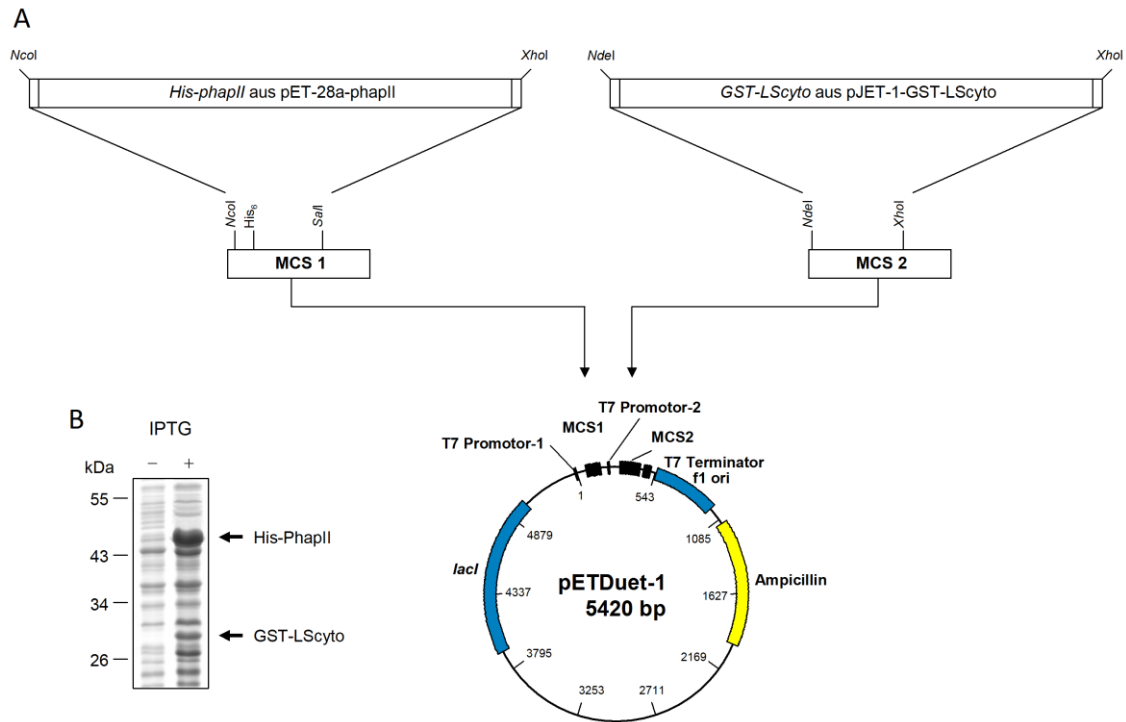 A
NcoI
XhoI
NdeI
XhoI
His-phapII aus pET-28a-phapII
GST-LScyto aus pJET-1-GST-LScyto
NcoI
His6
SalI
NdeI
XhoI
MCS 1
MCS 2
B
IPTG
− +
kDa
55
43
34
26
His-PhapII
GST-LScyto
T7 Promotor-2
MCS1
MCS2
T7 Promotor-1
T7 Terminator
f1 ori
1
543
4879
1085
lacI
4337
pETDuet-1
5420 bp
1627
Ampicillin
3795
2169
3253
2711